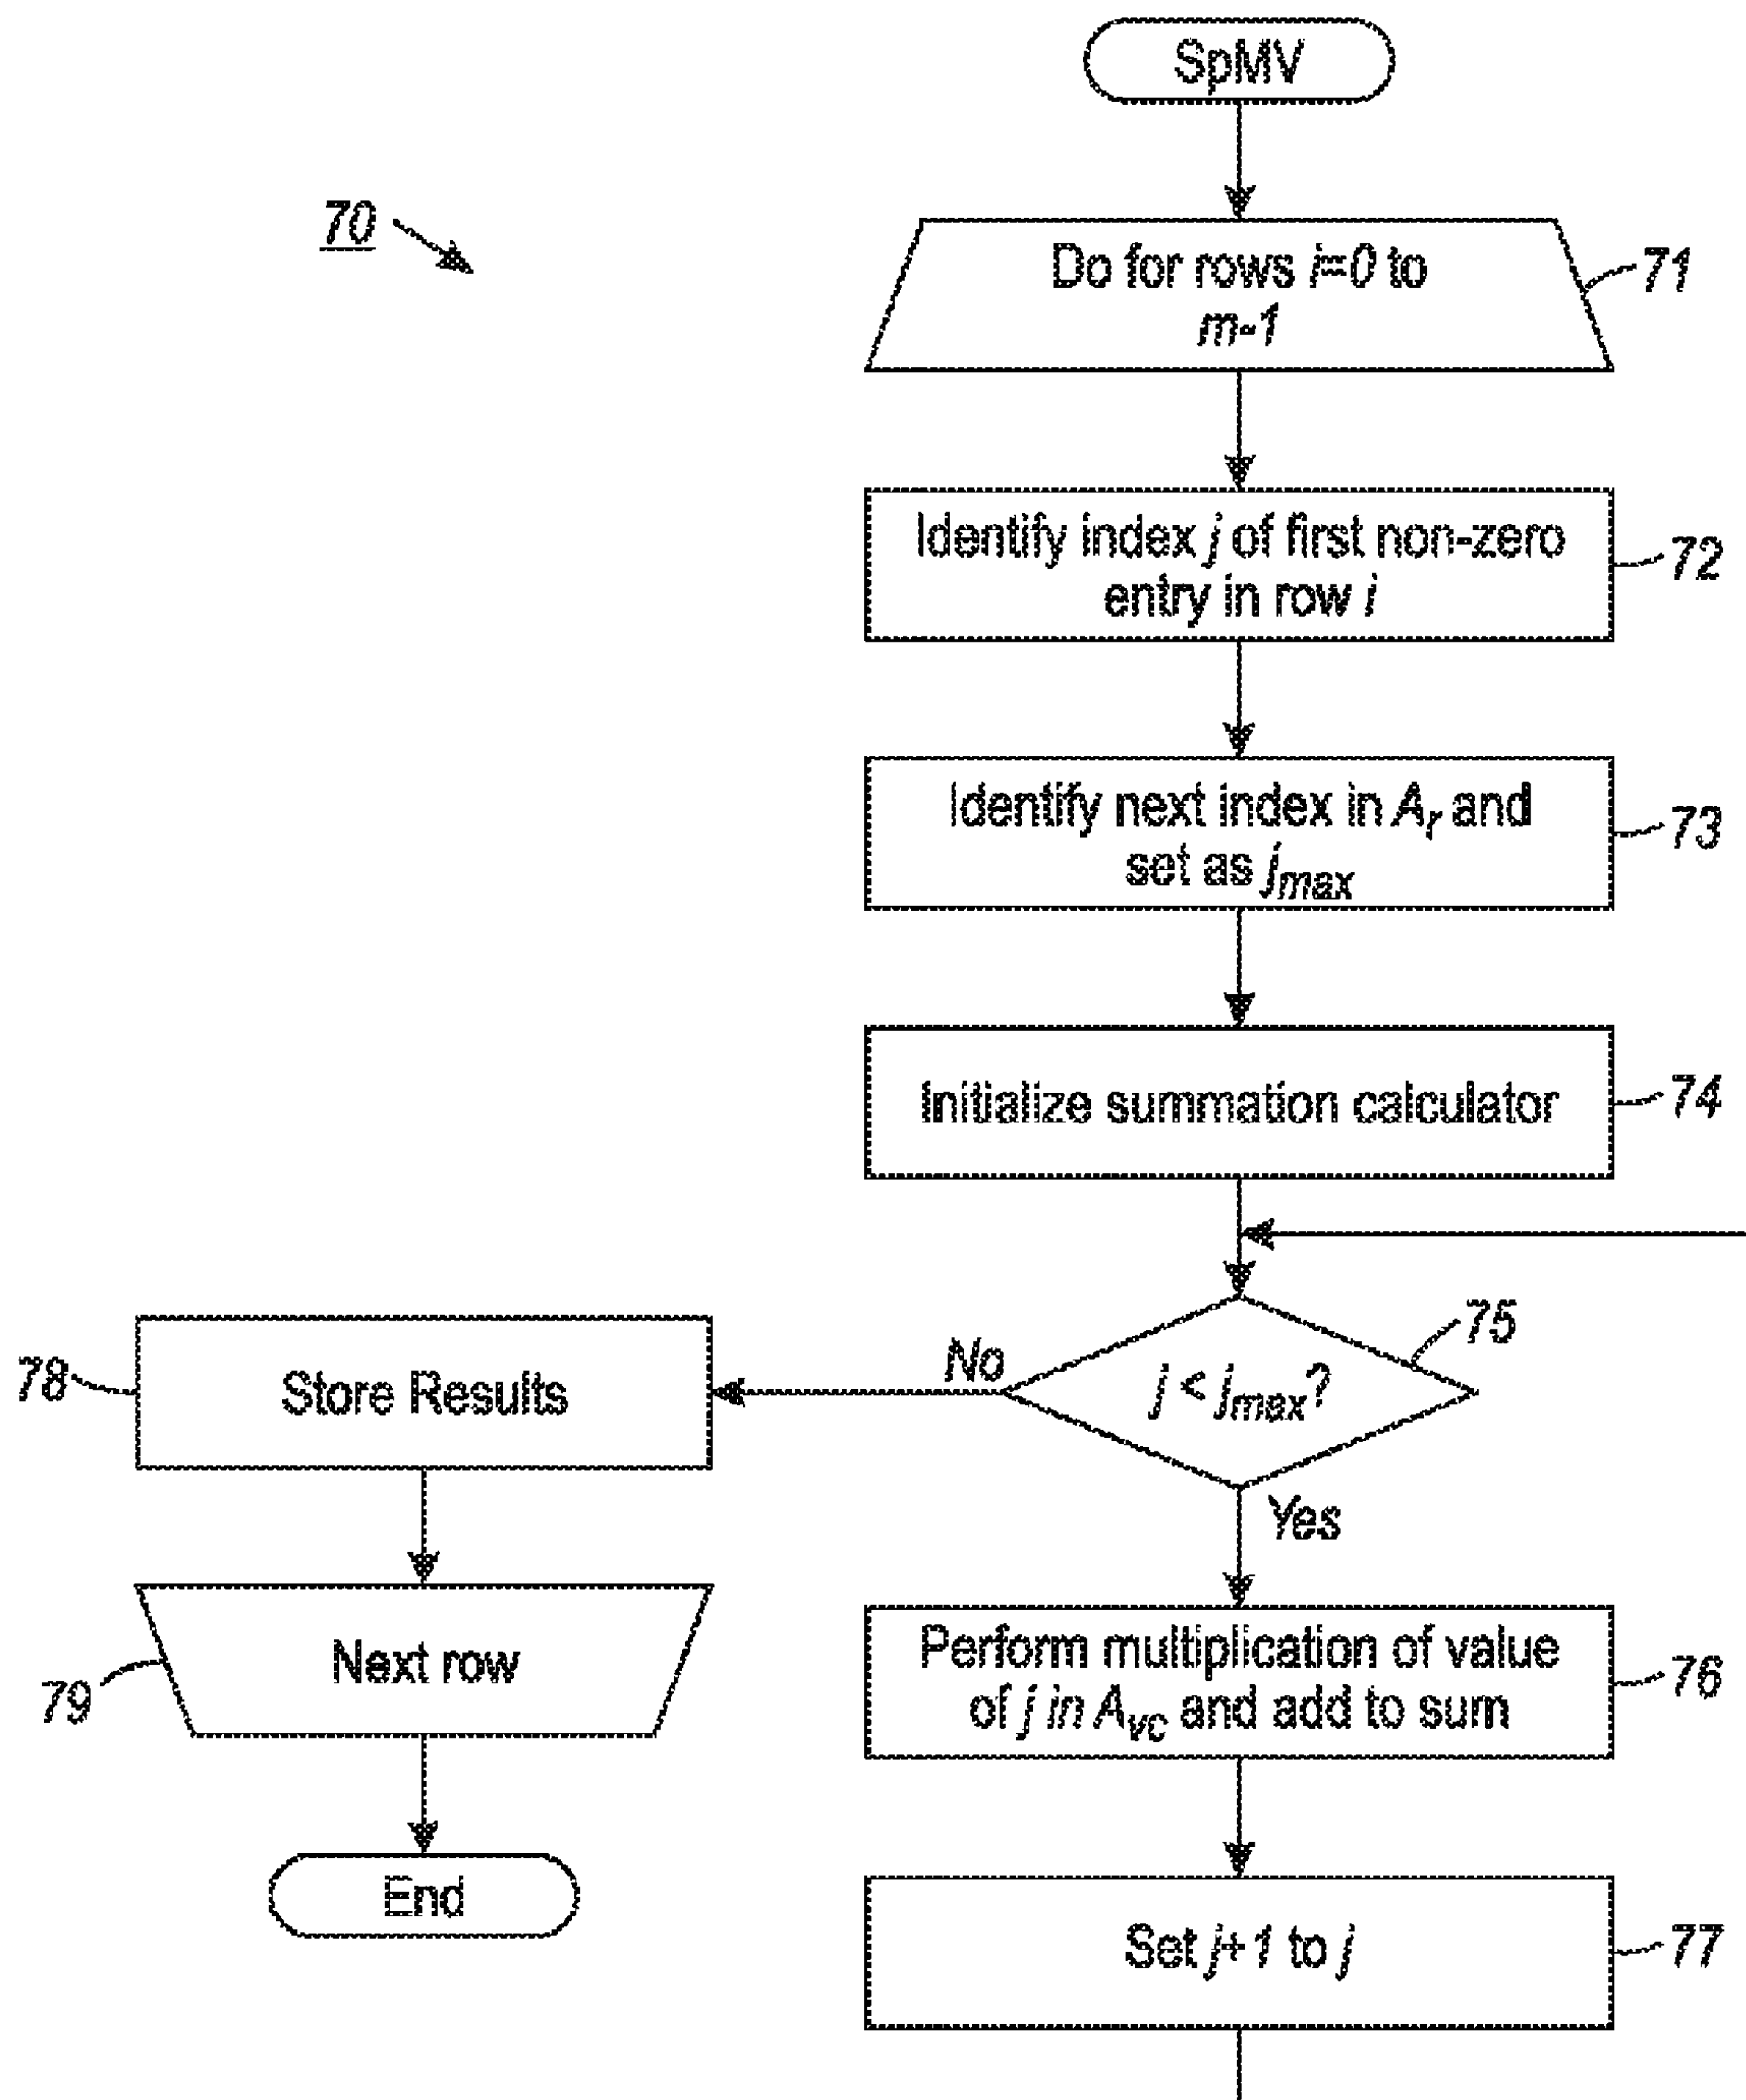 SpMV
70
Do for rows i=0 to
m-1
71
Identify index j of first non-zero
entry in row i
72
Identify next index in Ar and
set as jmax
73
Initialize summation calculator
74
j < jmax?
75
No
Yes
Store Results
78
Next row
79
End
Perform multiplication of value
of j in Avc and add to sum
76
Set j+1 to j
77